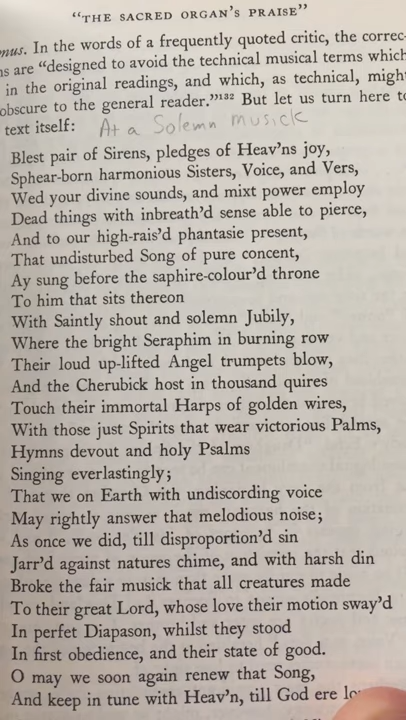 "THE SACRED ORGAN'S PRAISE"
In the words of a frequently quoted critic, the correc-
are "designed to avoid the technical musical terms which
in the original readings, and which, as technical, might
obscure to the general reader."132 But let us turn here to
text itself: At a Solemn musick
Blest pair of Sirens, pledges of Heav'ns joy,
Sphear-born harmonious Sisters, Voice, and Vers,
Wed your divine sounds, and mixt power employ
Dead things with inbreath'd sense able to pierce,
And to our high-rais'd phantasie present,
That undisturbed Song of pure concent,
Ay sung before the saphire-colour'd throne
To him that sits thereon
With Saintly shout and solemn Jubily,
Where the bright Seraphim in burning row
Their loud up-lifted Angel trumpets blow,
And the Cherubick host in thousand quires
Touch their immortal Harps of golden wires,
With those just Spirits that wear victorious Palms,
Hymns devout and holy Psalms
Singing everlastingly;
That we on Earth with undiscording voice
May rightly answer that melodious noise;
As once we did, till disproportion'd sin
Jarr'd against natures chime, and with harsh din
Broke the fair musick that all creatures made
To their great Lord, whose love their motion sway'd
In perfet Diapason, whilst they stood
In first obedience, and their state of good.
O may we soon again renew that Song,
And keep in tune with Heav'n, till God ere